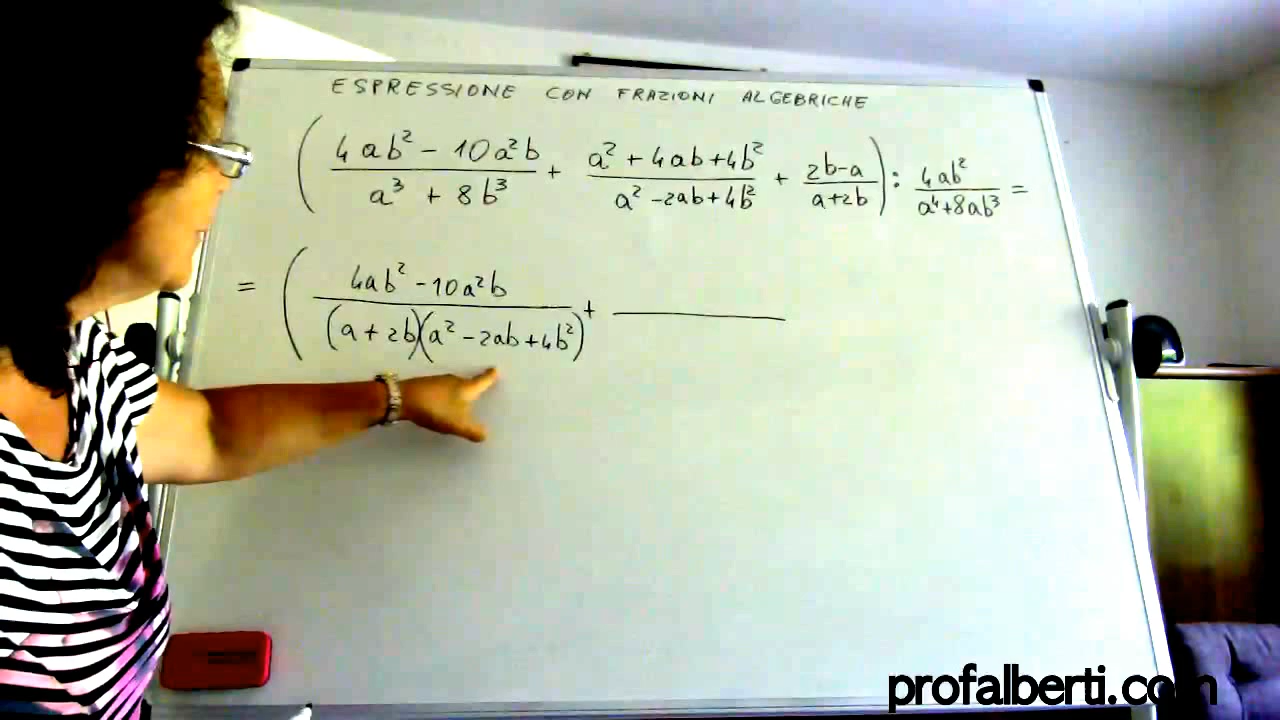 ESPRESSIONE CON FRAZIONI ALGEBRICHE
( (4ab² - 10a²b)/(a³ + 8b³) + (a² + 4ab + 4b²)/(a² - 2ab + 4b²) + (2b-a)/(a+2b) ) : 4ab²/(a⁴+8ab³) =
= ( (4ab² - 10a²b)/((a + 2b)(a² - 2ab + 4b²)) + ―
profalberti.com